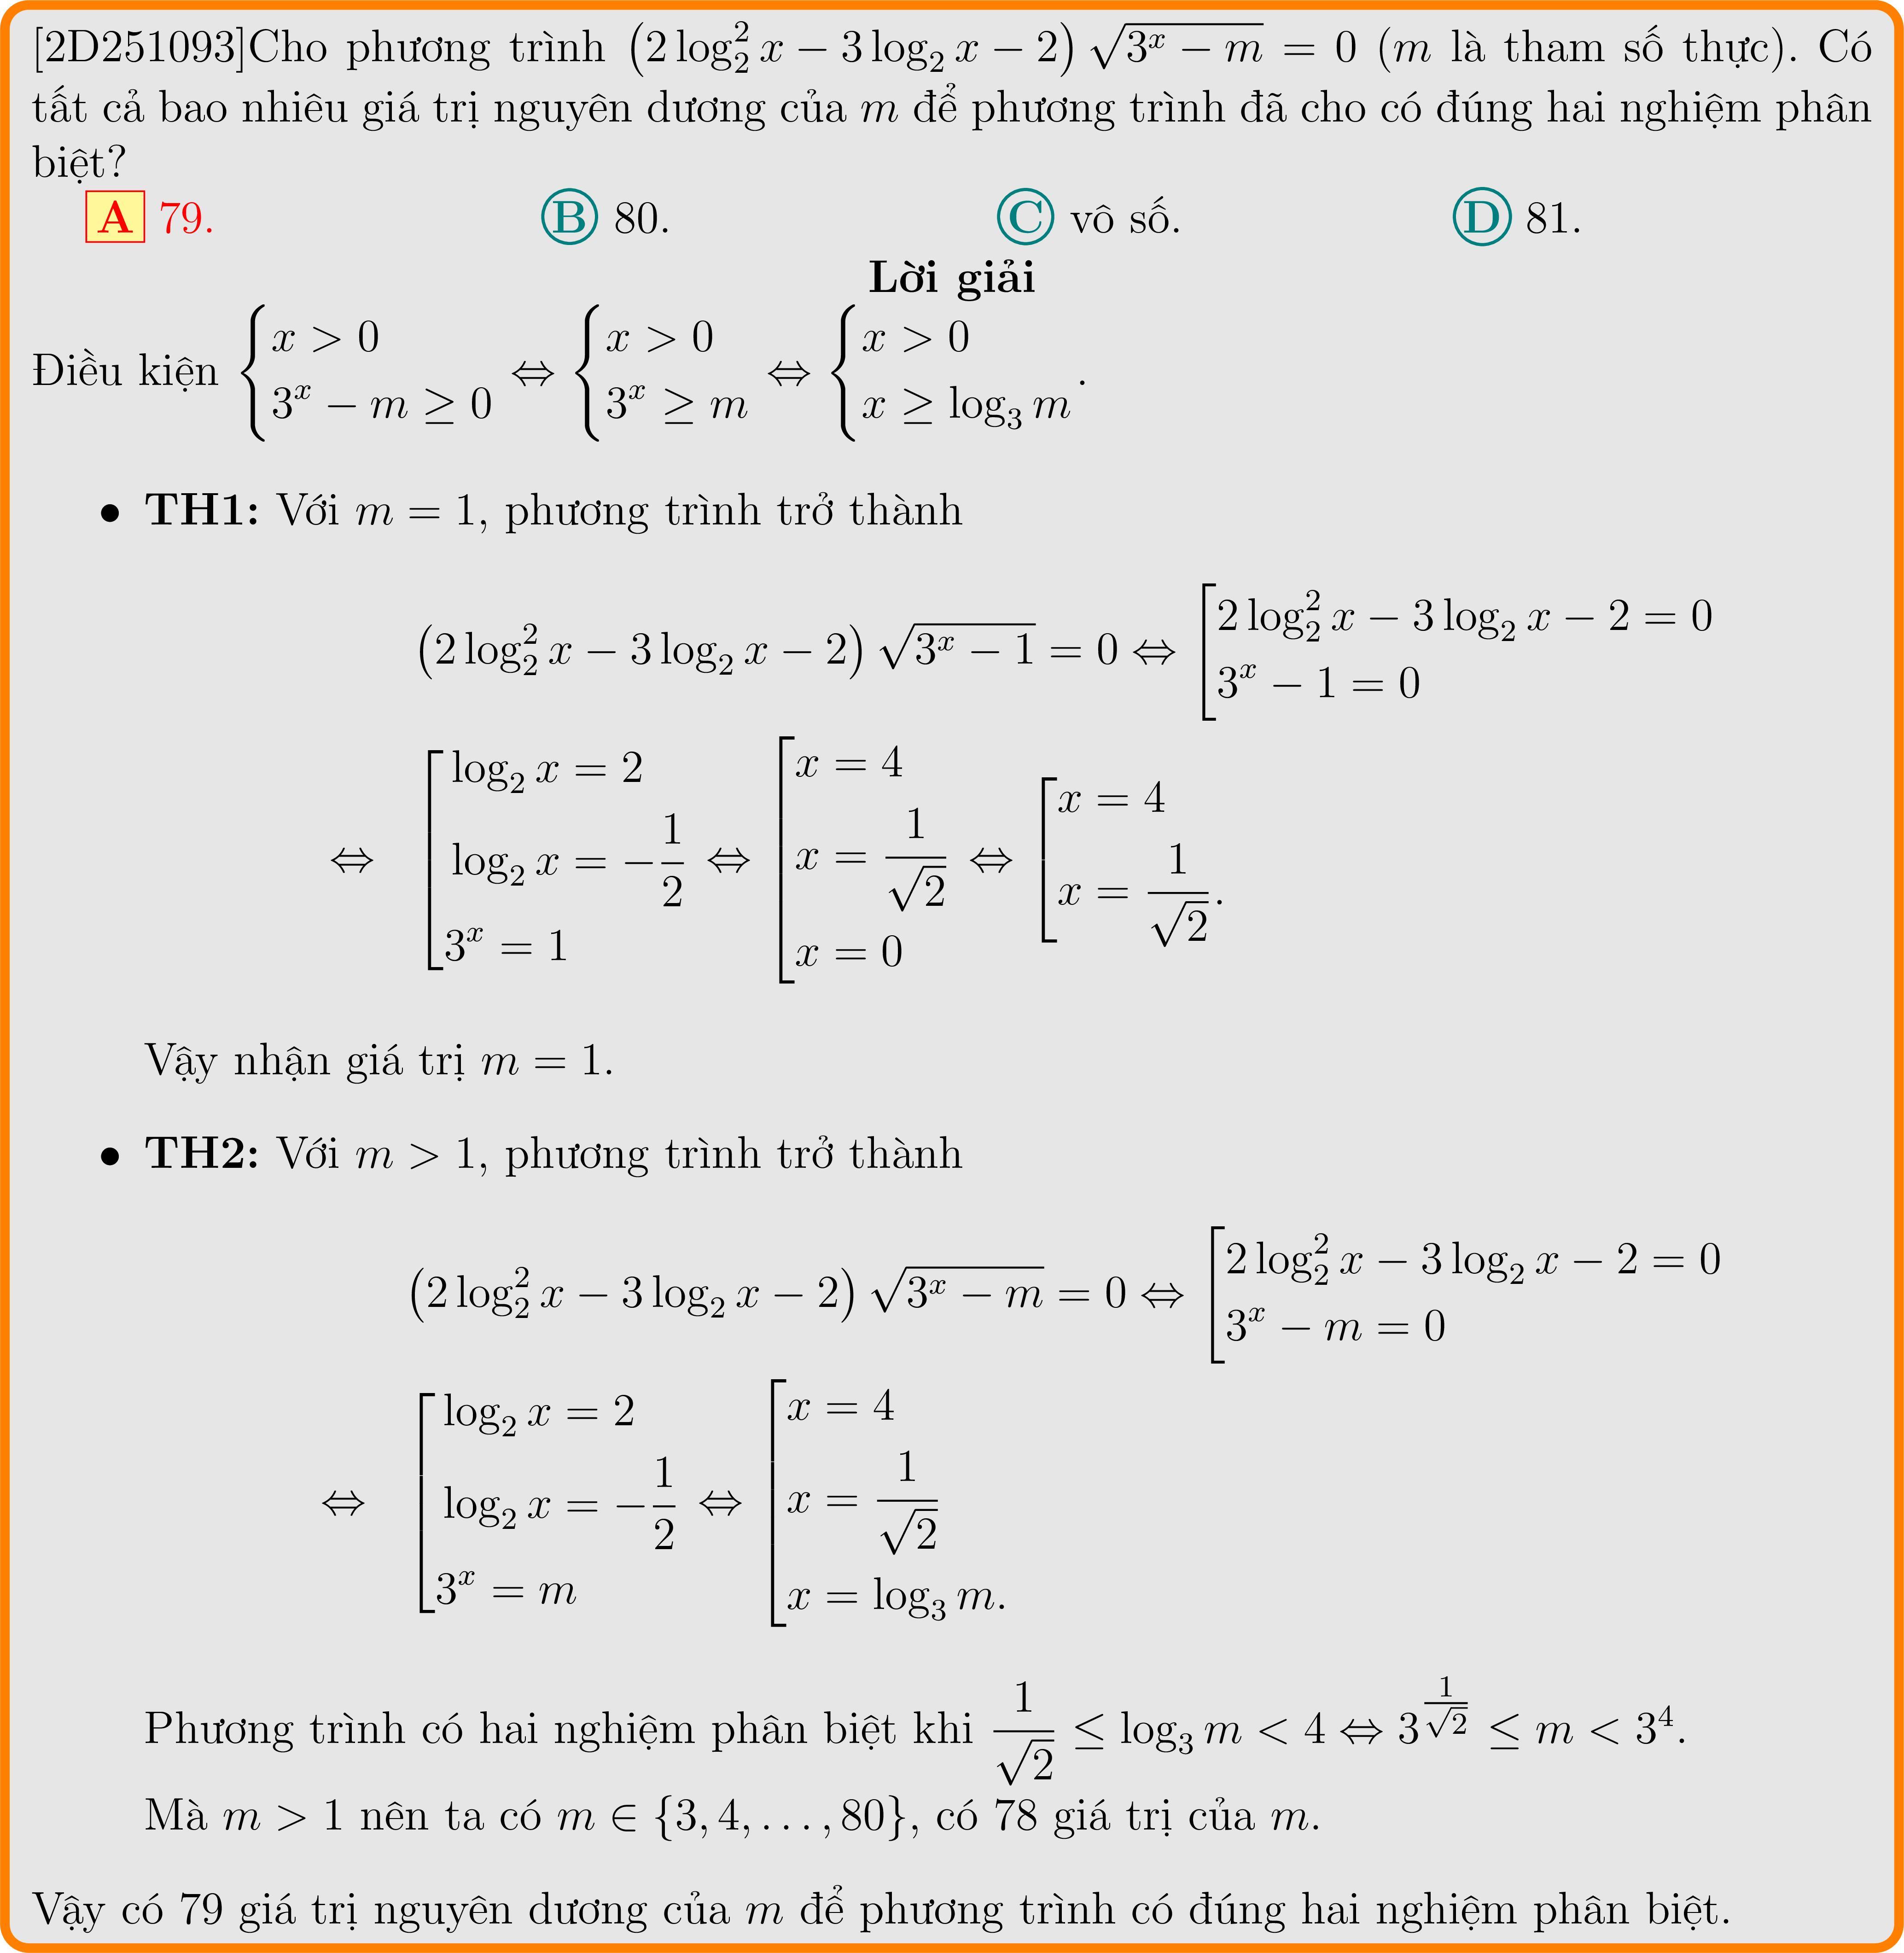 [2D251093]Cho phương trình $\left(2\log_2^2 x - 3\log_2 x - 2\right)\sqrt{3^x - m} = 0$ ($m$ là tham số thực). Có
tất cả bao nhiêu giá trị nguyên dương của $m$ để phương trình đã cho có đúng hai nghiệm phân
biệt?
A 79. B 80. C vô số. D 81.
Lời giải
Điều kiện $\begin{cases} x > 0 \\ 3^x - m \geq 0 \end{cases} \Leftrightarrow \begin{cases} x > 0 \\ 3^x \geq m \end{cases} \Leftrightarrow \begin{cases} x > 0 \\ x \geq \log_3 m \end{cases}.$
• TH1: Với $m = 1$, phương trình trở thành
$\left(2\log_2^2 x - 3\log_2 x - 2\right)\sqrt{3^x - 1} = 0 \Leftrightarrow \left[\begin{array}{l} 2\log_2^2 x - 3\log_2 x - 2 = 0 \\ 3^x - 1 = 0 \end{array}\right.$
$\Leftrightarrow \left[\begin{array}{l} \log_2 x = 2 \\ \log_2 x = -\frac{1}{2} \\ 3^x = 1 \end{array}\right. \Leftrightarrow \left[\begin{array}{l} x = 4 \\ x = \frac{1}{\sqrt{2}} \\ x = 0 \end{array}\right. \Leftrightarrow \left[\begin{array}{l} x = 4 \\ x = \frac{1}{\sqrt{2}}. \end{array}\right.$
Vậy nhận giá trị $m = 1$.
• TH2: Với $m > 1$, phương trình trở thành
$\left(2\log_2^2 x - 3\log_2 x - 2\right)\sqrt{3^x - m} = 0 \Leftrightarrow \left[\begin{array}{l} 2\log_2^2 x - 3\log_2 x - 2 = 0 \\ 3^x - m = 0 \end{array}\right.$
$\Leftrightarrow \left[\begin{array}{l} \log_2 x = 2 \\ \log_2 x = -\frac{1}{2} \\ 3^x = m \end{array}\right. \Leftrightarrow \left[\begin{array}{l} x = 4 \\ x = \frac{1}{\sqrt{2}} \\ x = \log_3 m. \end{array}\right.$
Phương trình có hai nghiệm phân biệt khi $\frac{1}{\sqrt{2}} \leq \log_3 m < 4 \Leftrightarrow 3^{\frac{1}{\sqrt{2}}} \leq m < 3^4$.
Mà $m > 1$ nên ta có $m \in \{3, 4, \ldots, 80\}$, có 78 giá trị của $m$.
Vậy có 79 giá trị nguyên dương của $m$ để phương trình có đúng hai nghiệm phân biệt.